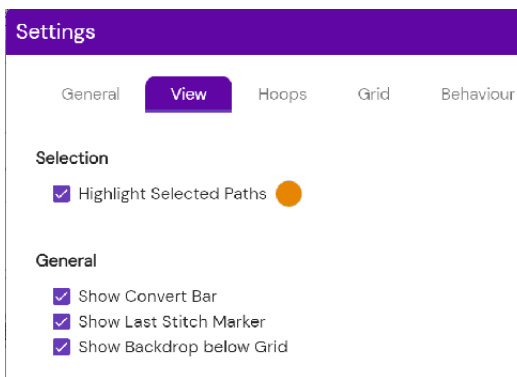 Settings
General View Hoops Grid Behaviour
Selection
Highlight Selected Paths
General
Show Convert Bar
Show Last Stitch Marker
Show Backdrop below Grid